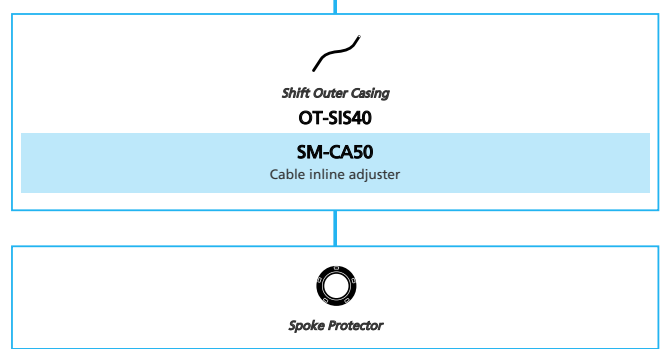 Shift Outer Casing
OT-SIS40
SM-CA50
Cable inline adjuster
Spoke Protector